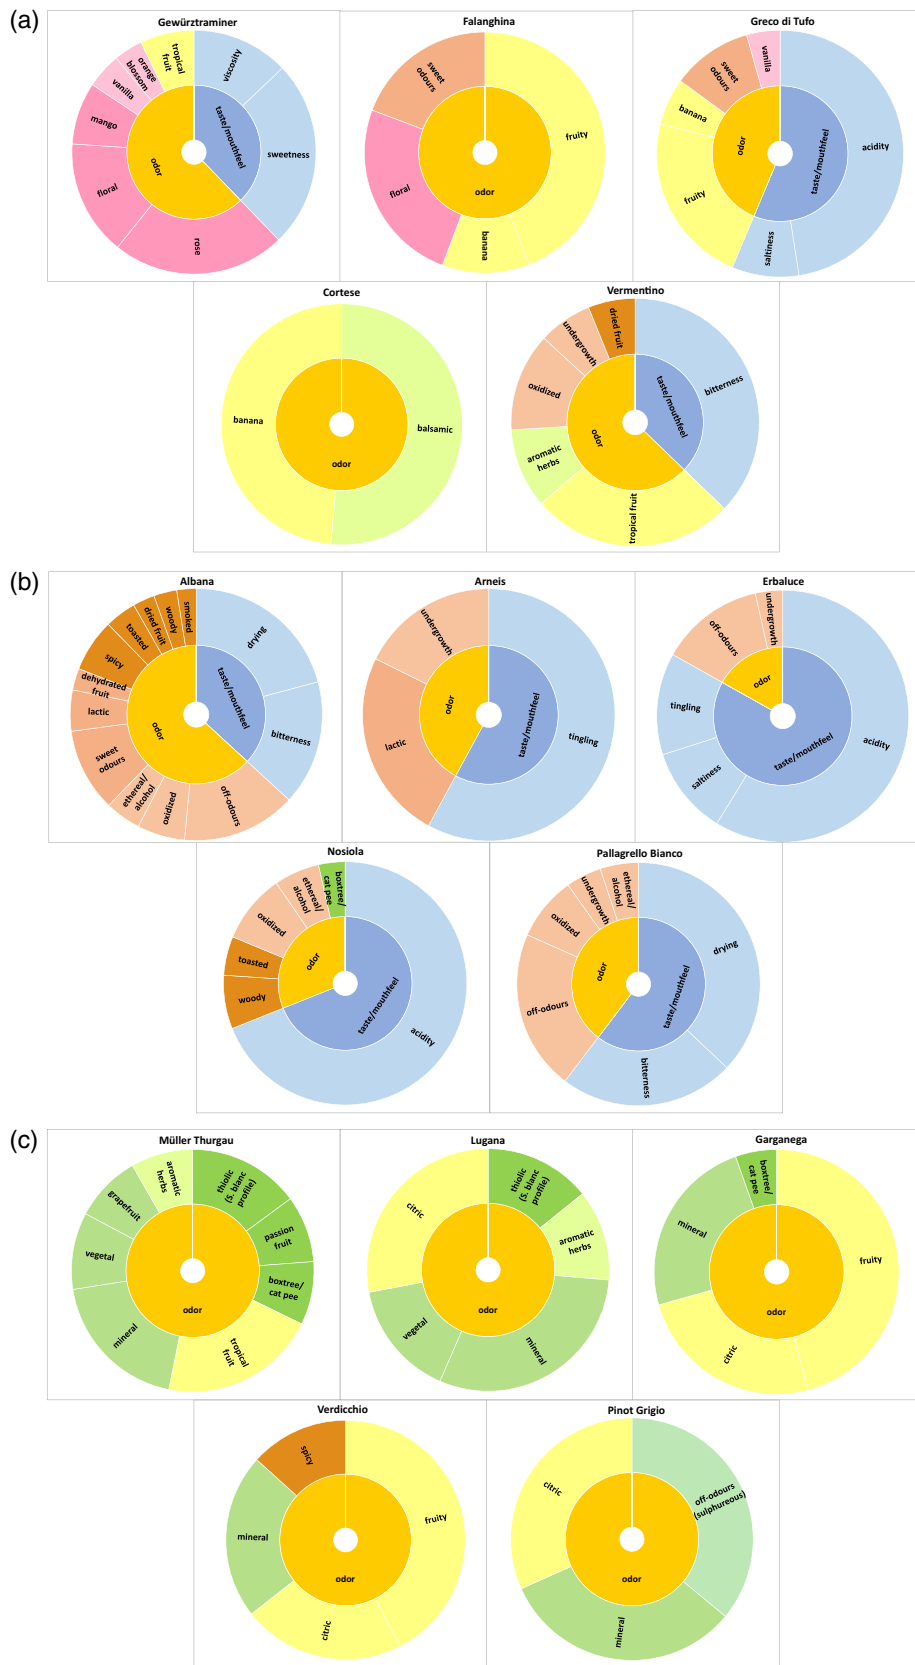 (a)
Gewürztraminer
tropical
fruit
orange
blossom
vanilla
mango
floral
rose
viscosity
sweetness
taste/mouthfeel
odor
Falanghina
sweet
odours
fruity
floral
banana
odor
Greco di Tufo
vanilla
sweet
odours
banana
fruity
saltiness
acidity
odor
taste/mouthfeel
Cortese
banana
balsamic
odor
Vermentino
dried fruit
undergrowth
oxidized
aromatic
herbs
tropical fruit
bitterness
taste/mouthfeel
odor
(b)
Albana
smoked
woody
dried fruit
toasted
spicy
dehydrated
fruit
lactic
sweet
odours
ethereal/
alcohol
oxidized
off-odours
drying
bitterness
taste/mouthfeel
odor
Arneis
undergrowth
lactic
tingling
odor
taste/mouthfeel
Erbaluce
undergrowth
off-odours
tingling
saltiness
acidity
odor
taste/mouthfeel
Nosiola
boxtree/
cat pee
ethereal/
alcohol
oxidized
toasted
woody
acidity
odor
taste/mouthfeel
Pallagrello Bianco
ethereal/
alcohol
undergrowth
oxidized
off-odours
bitterness
drying
odor
taste/mouthfeel
(c)
Müller Thurgau
aromatic
herbs
grapefruit
vegetal
mineral
tropical
fruit
boxtree/
cat pee
passion
fruit
thiolic
(S. blanc
profile)
odor
Lugana
thiolic
(S. blanc
profile)
citric
aromatic
herbs
vegetal
mineral
odor
Garganega
boxtree/
cat pee
mineral
fruity
citric
odor
Verdicchio
spicy
mineral
fruity
citric
odor
Pinot Grigio
citric
off-odours
(sulphureous)
mineral
odor